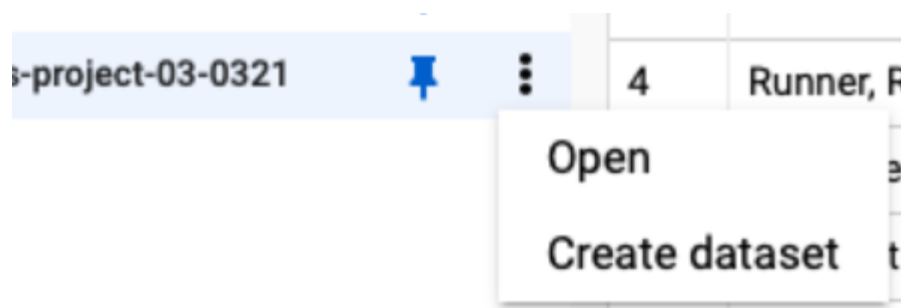 s-project-03-0321
4 Runner, R
Open
Create dataset